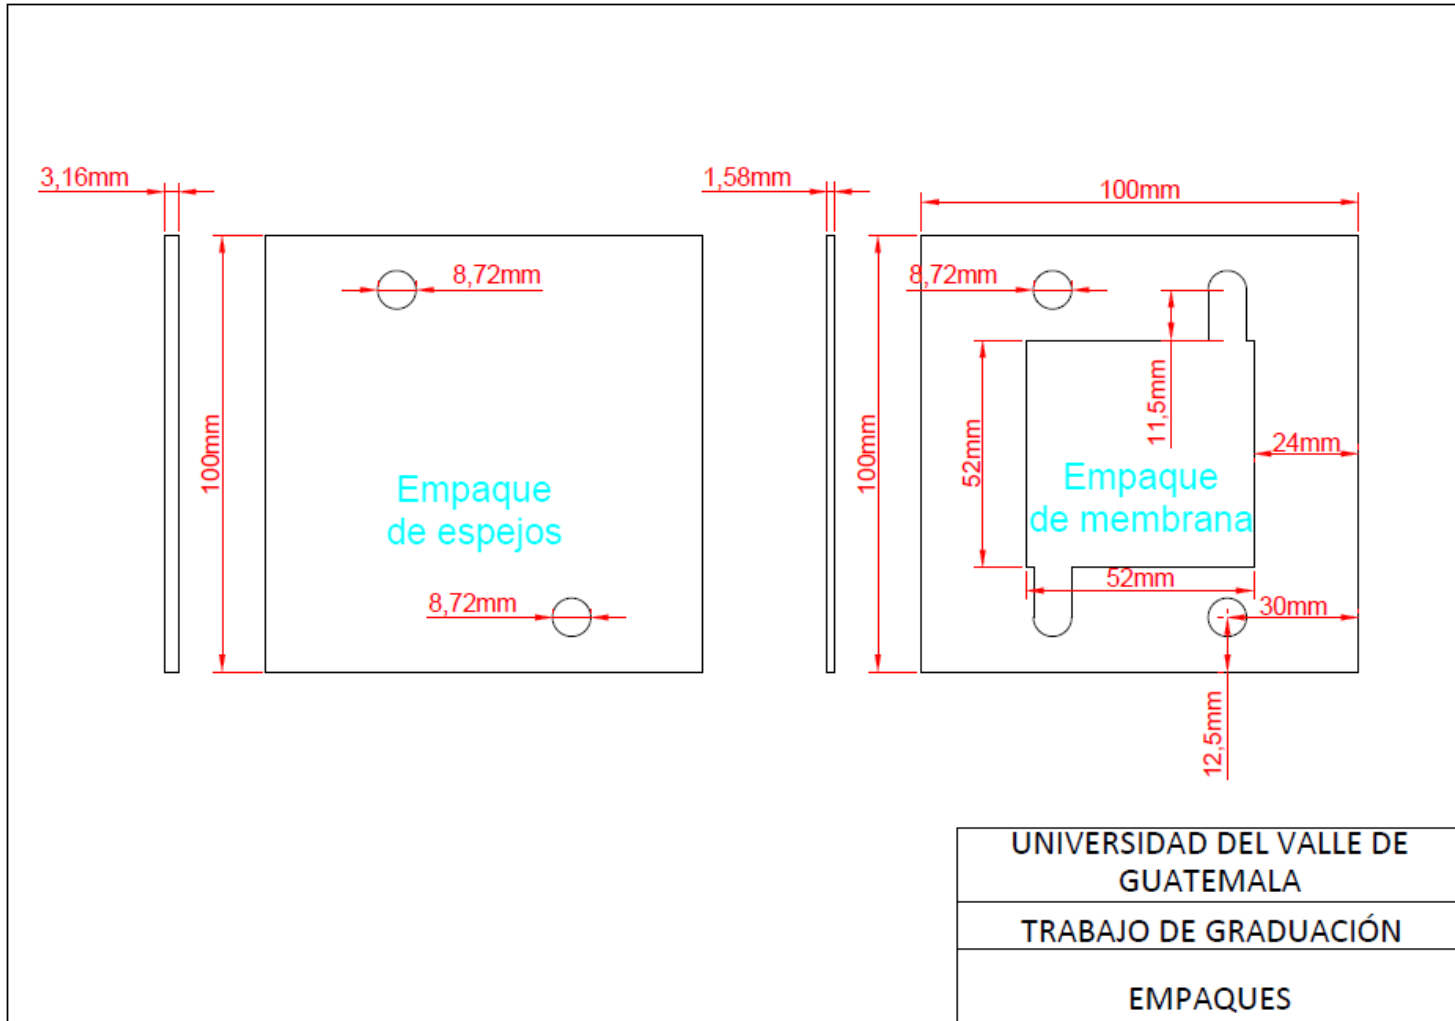 3,16mm
1,58mm
100mm
8,72mm
8,72mm
11,5mm
100mm
100mm
52mm
24mm
Empaque
de espejos
Empaque
de membrana
52mm
8,72mm
30mm
12,5mm
UNIVERSIDAD DEL VALLE DE
GUATEMALA
TRABAJO DE GRADUACIÓN
EMPAQUES